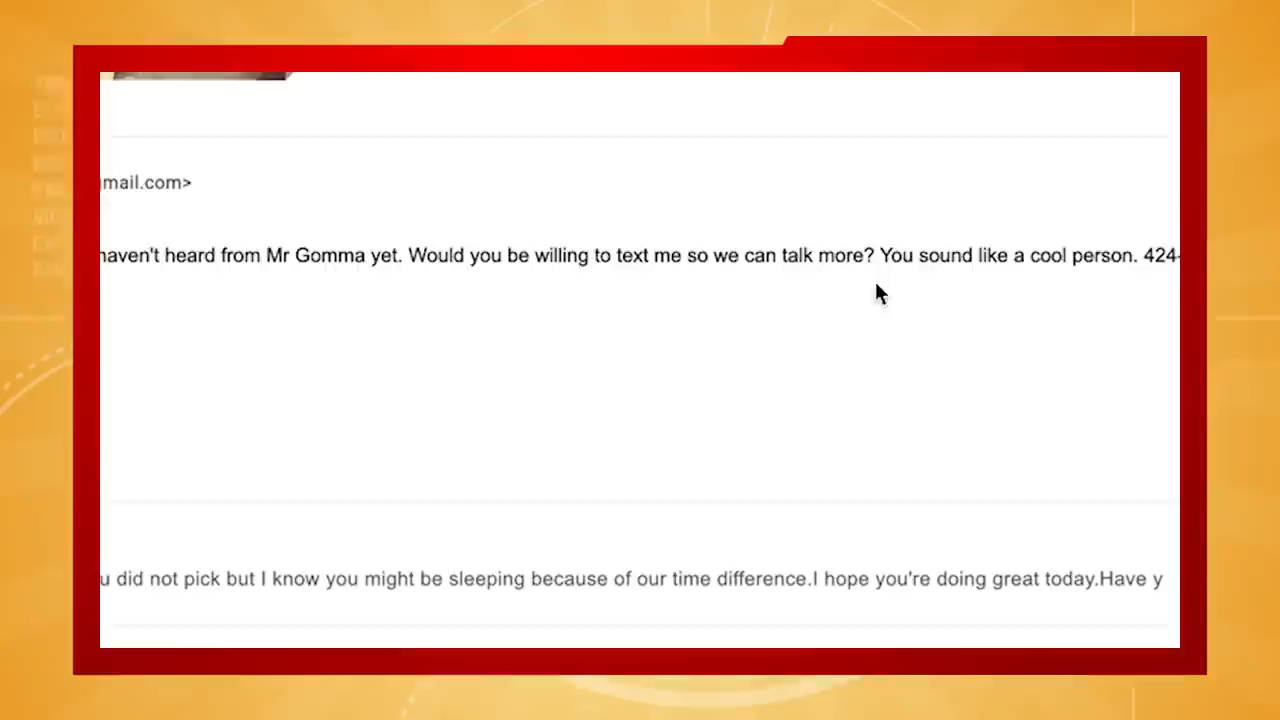 gmail.com>
haven't heard from Mr Gomma yet. Would you be willing to text me so we can talk more? You sound like a cool person. 424-
u did not pick but I know you might be sleeping because of our time difference.I hope you're doing great today.Have y